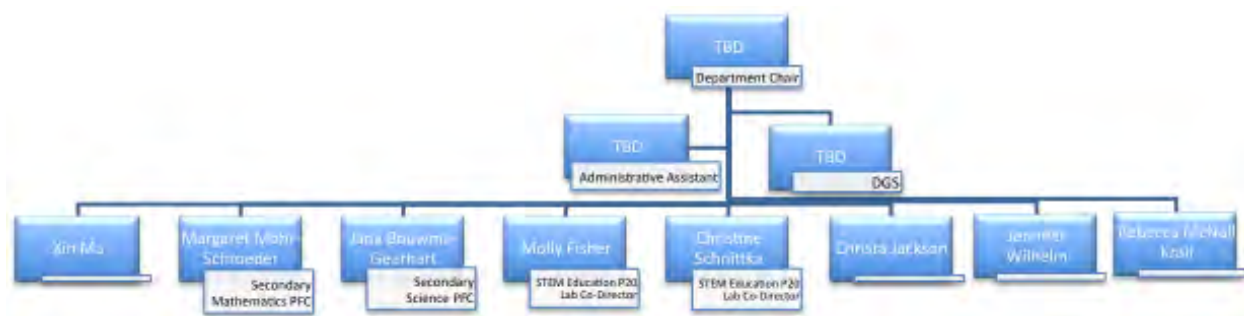 TBD
Department Chair
TBD
Administrative Assistant
TBD
DGS
Xin Ma
Margaret Mohr-
Schroeder
Secondary
Mathematics PFC
Jana Bouwma-
Gearhart
Secondary
Science PFC
Molly Fisher
STEM Education P20
Lab Co-Director
Christine
Schnittka
STEM Education P20
Lab Co-Director
Christa Jackson
Jennifer
Wilhelm
Rebecca McNall
Krall